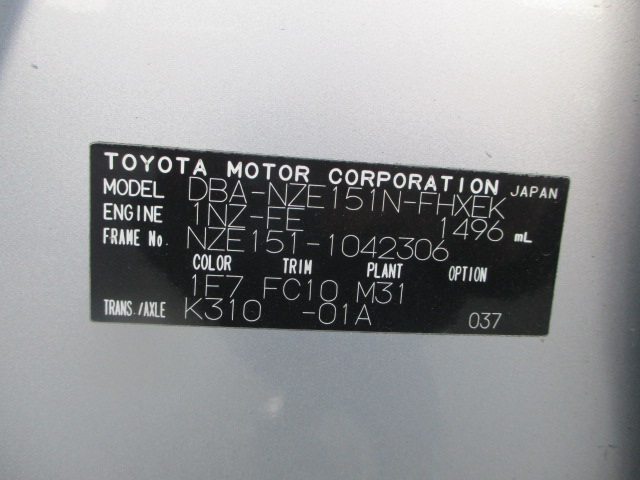 TOYOTA MOTOR CORPORATION JAPAN
MODEL DBA-NZE151N-FHXEK
ENGINE 1NZ-FE 1496 mL
FRAME No. NZE151-1042306
COLOR TRIM PLANT OPTION
1E7 FC10 M31
TRANS./AXLE K310 -01A 037